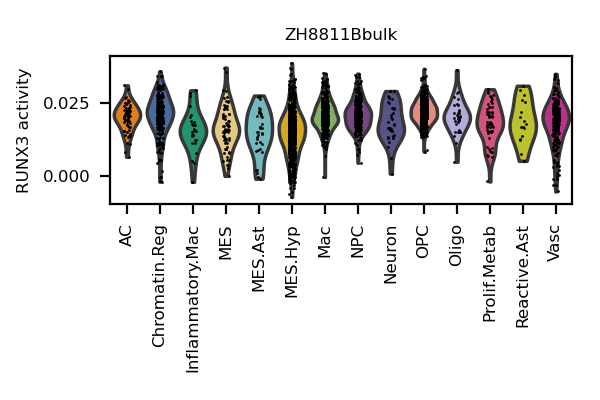 ZH8811Bbulk
RUNX3 activity
0.025
0.000
AC
Chromatin.Reg
Inflammatory.Mac
MES
MES.Ast
MES.Hyp
Mac
NPC
Neuron
OPC
Oligo
Prolif.Metab
Reactive.Ast
Vasc